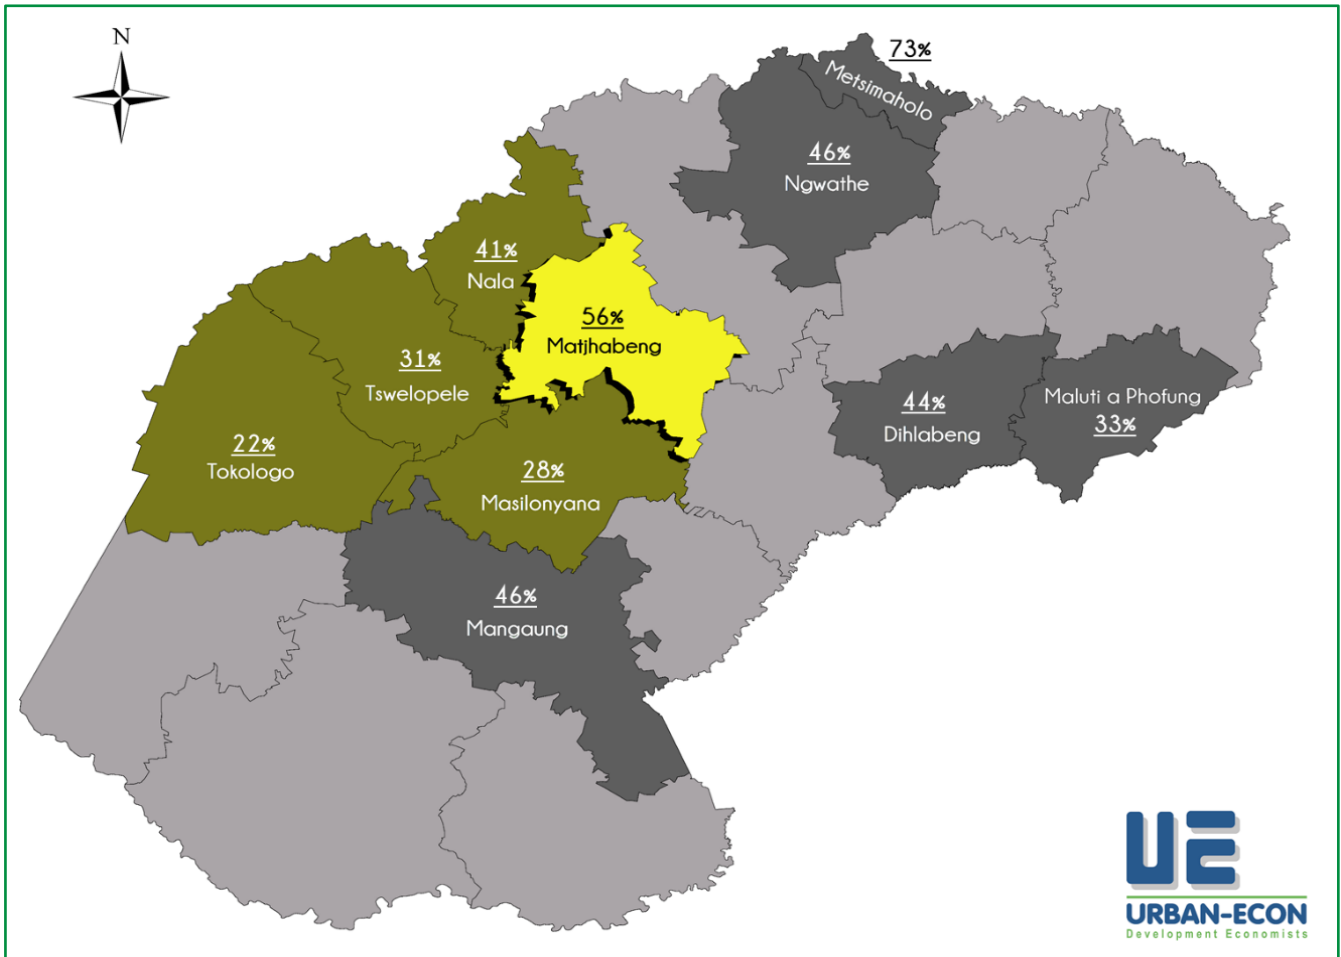 N
73%
Metsimaholo
46%
Ngwathe
41%
Nala
56%
Matjhabeng
31%
Tswelopele
Maluti a Phofung
33%
44%
Dihlabeng
22%
Tokologo
28%
Masilonyana
46%
Mangaung
UE
URBAN-ECON
Development Economists